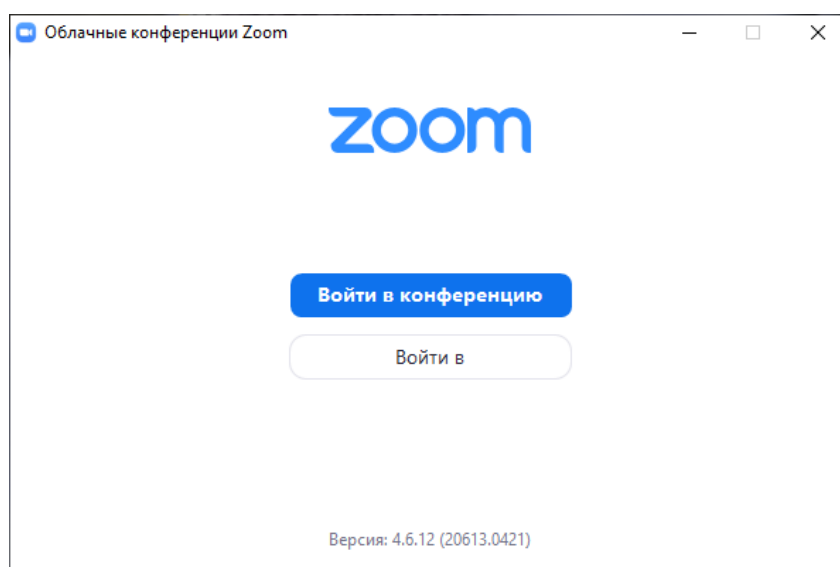 Облачные конференции Zoom
zoom
Войти в конференцию
Войти в
Версия: 4.6.12 (20613.0421)